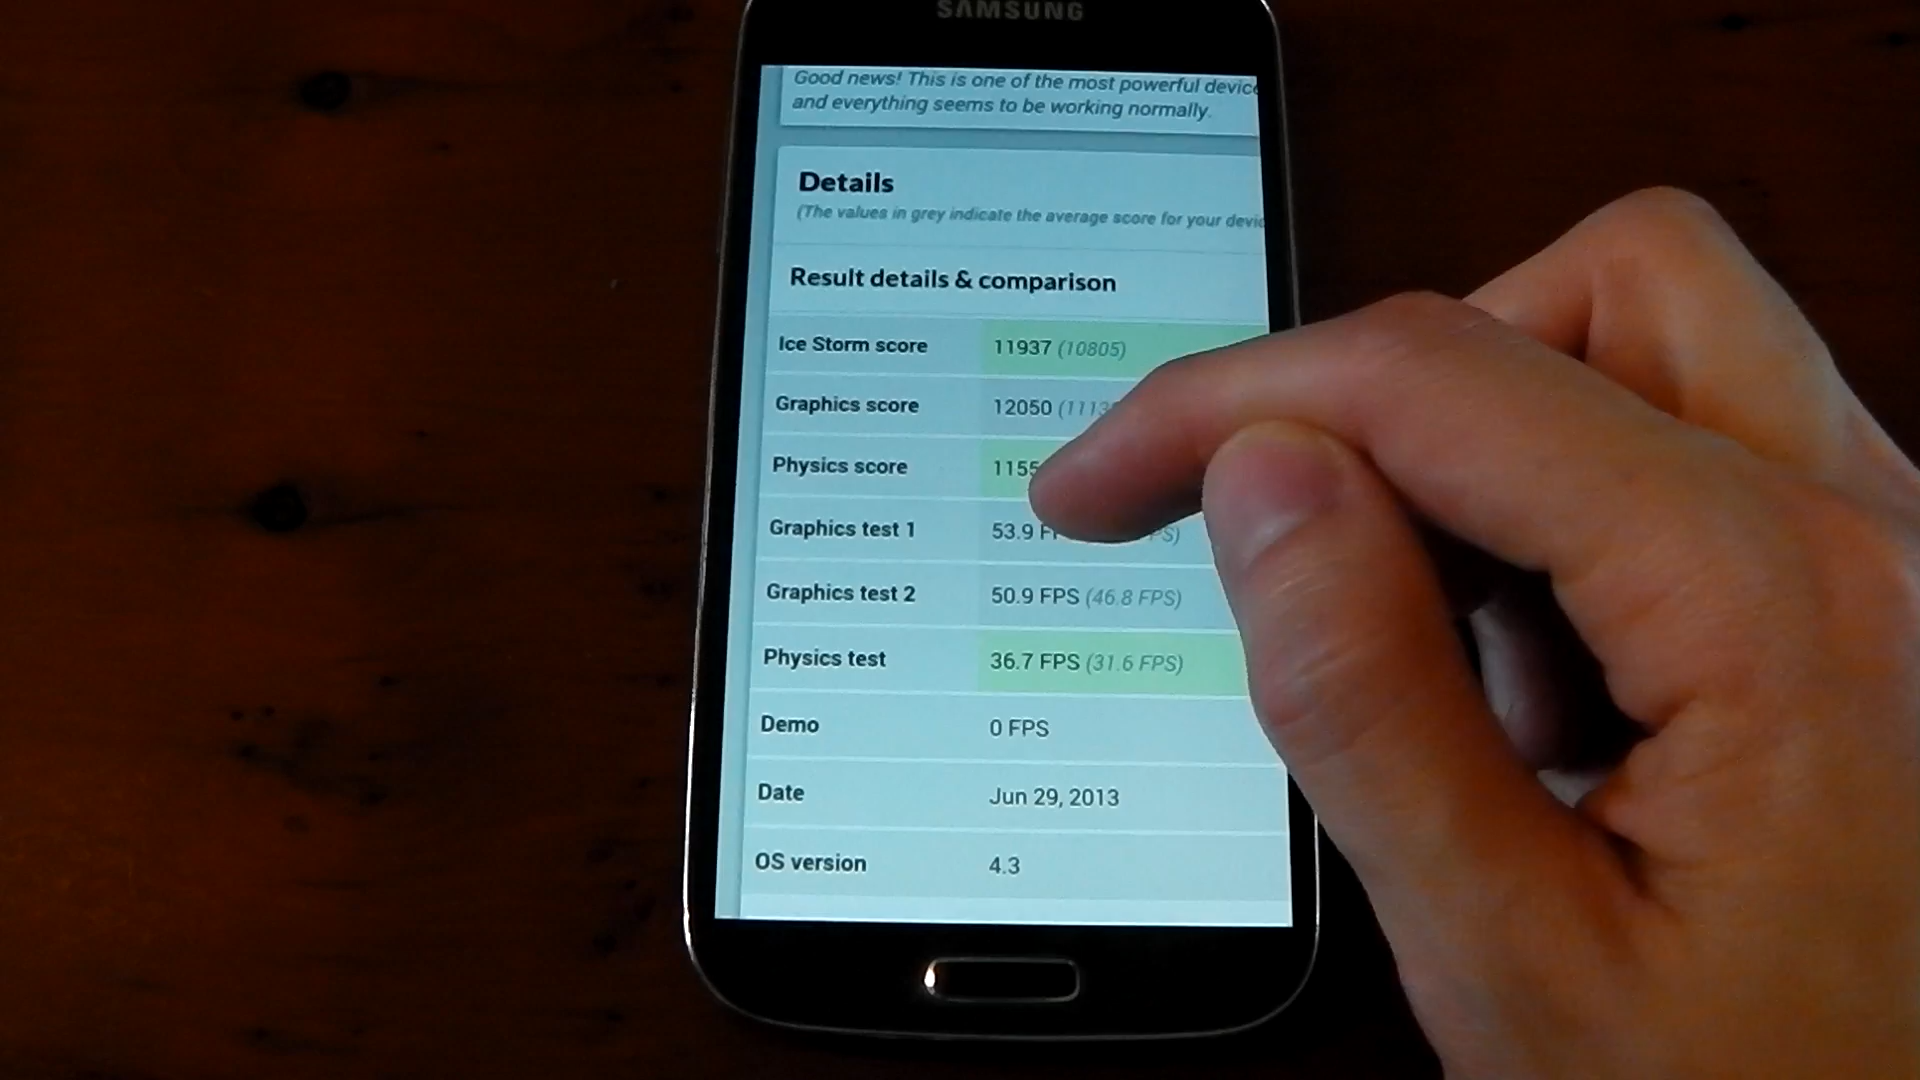 SAMSUNG
Good news! This is one of the most powerful
and everything seems to be working normally.
Details
(The values in grey indicate the average score for your
Result details & comparison
Ice Storm score 11937 (10805)
Graphics score 12050
Physics score
Graphics test 1 53.9
Graphics test 2 50.9 FPS (46.8 FPS)
Physics test 36.7 FPS (31.6 FPS)
Demo 0 FPS
Date Jun 29, 2013
OS version 4.3